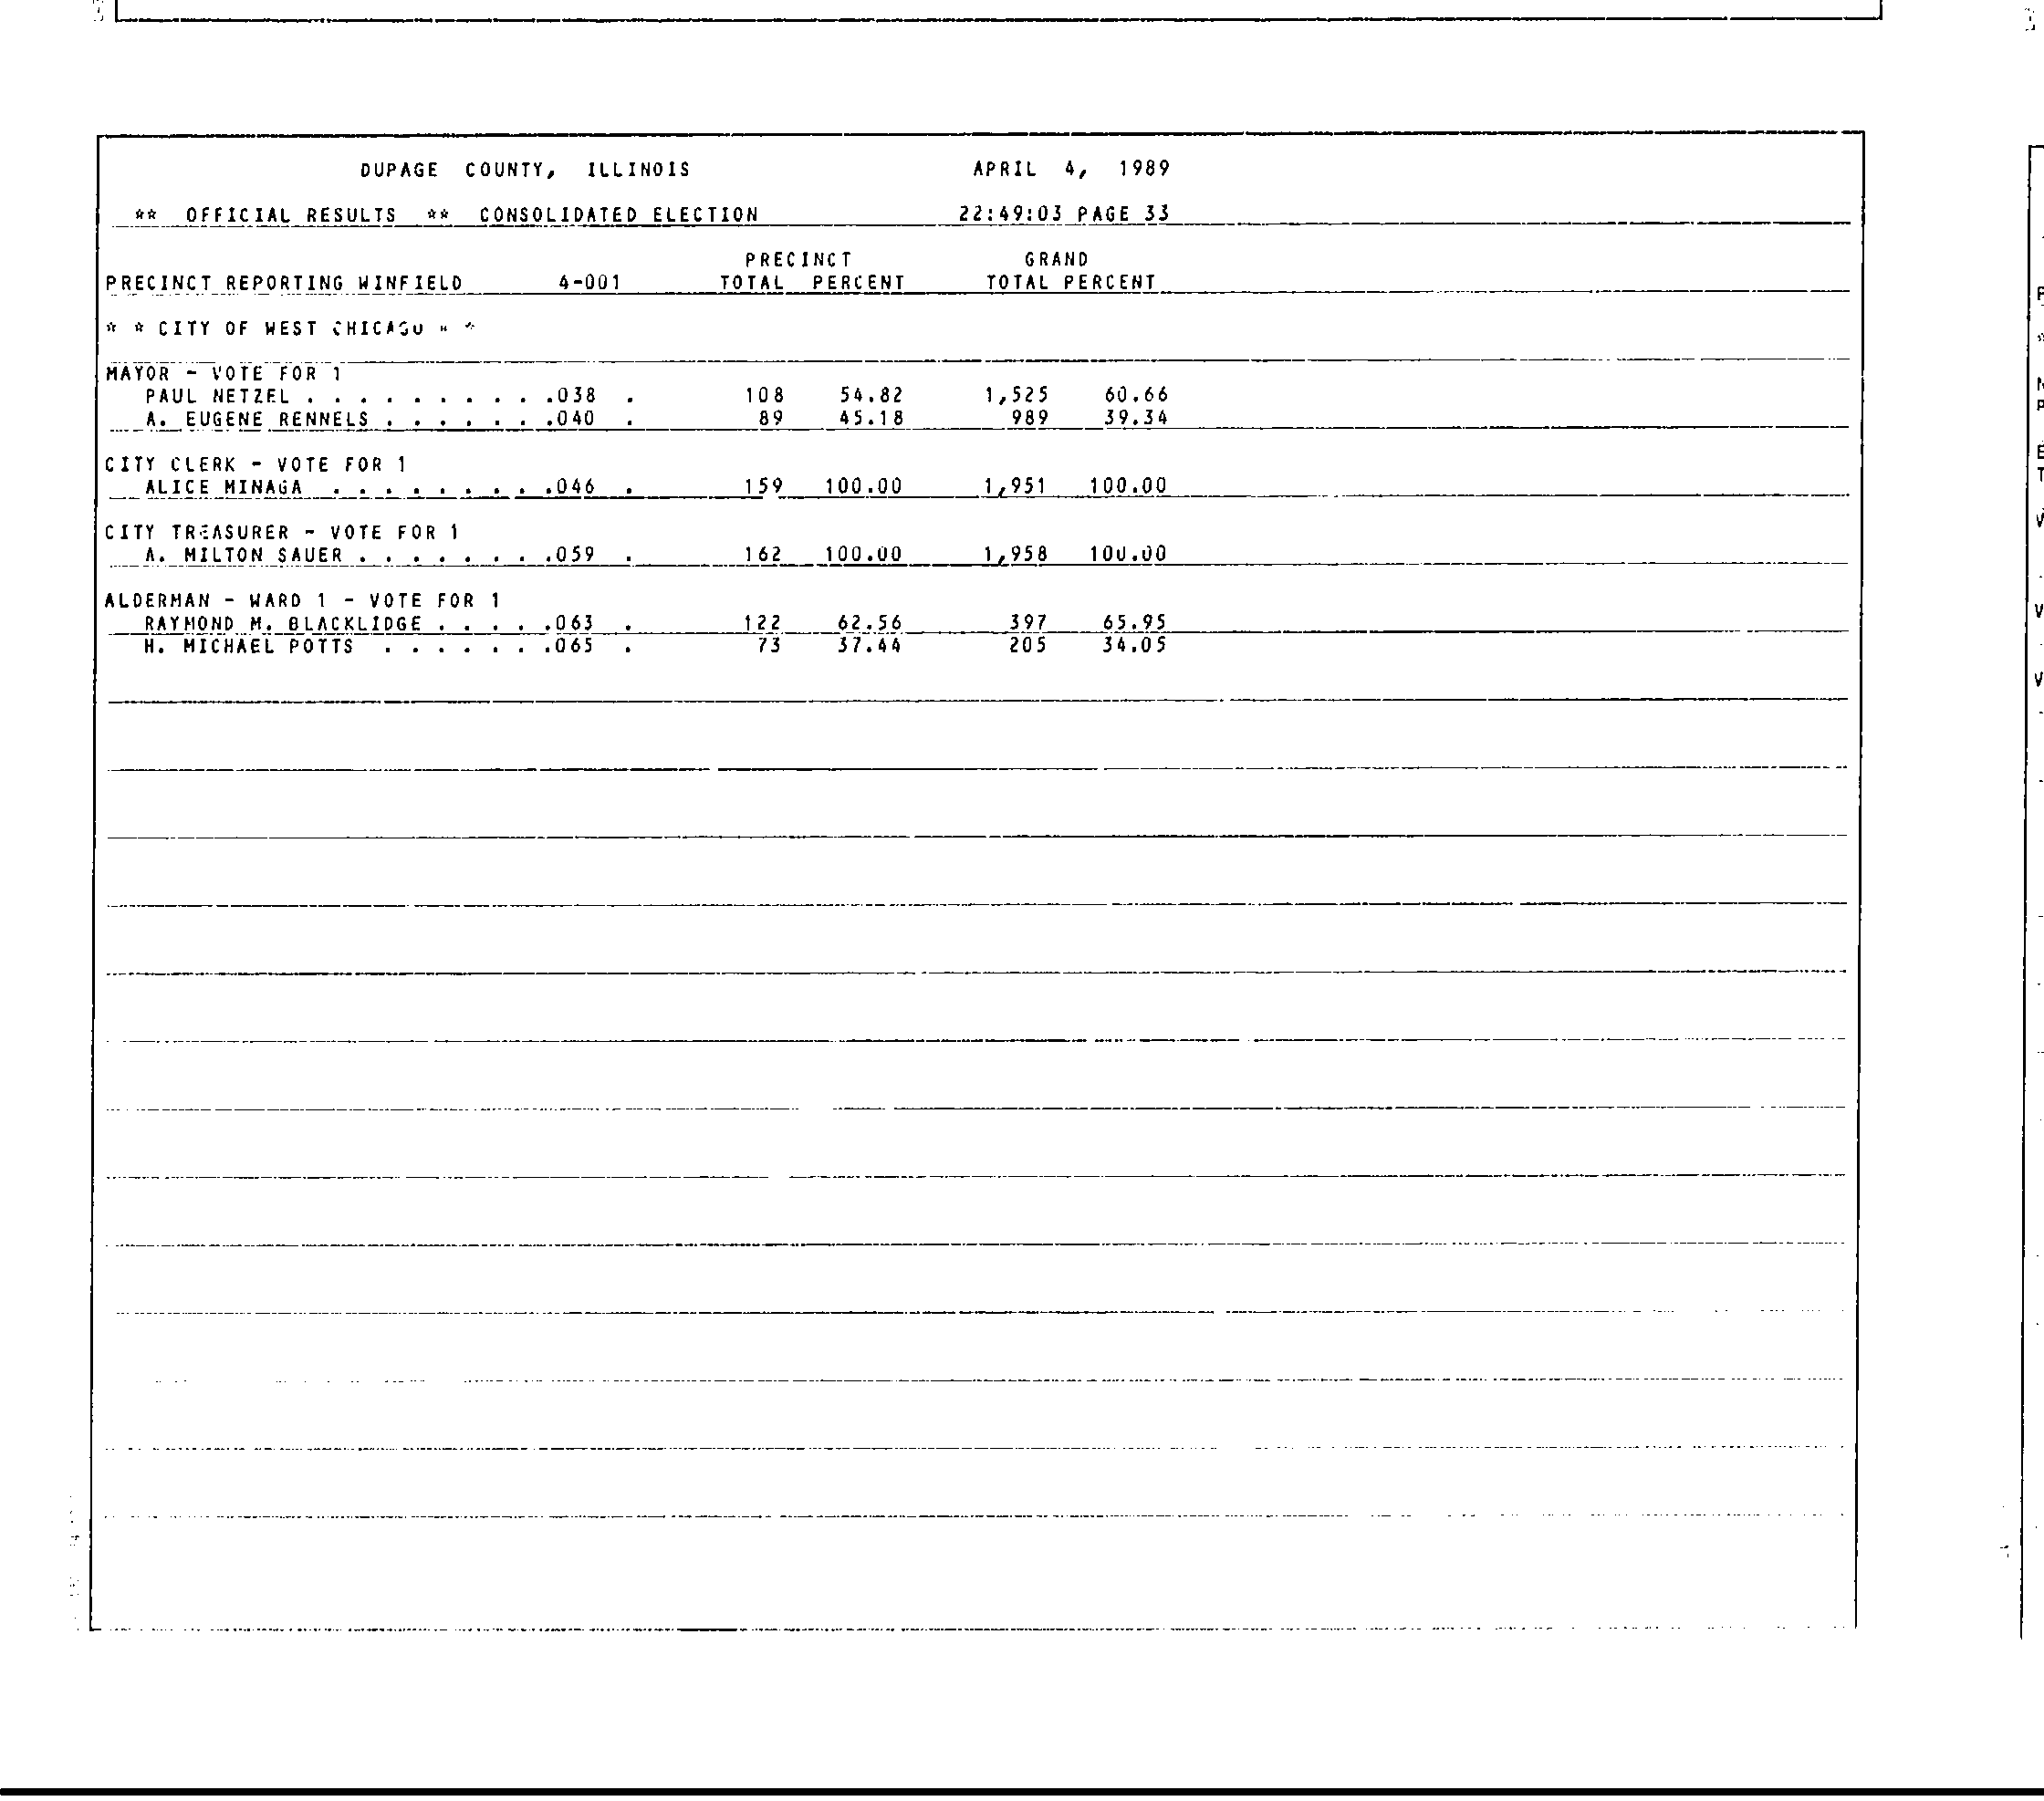 DUPAGE COUNTY, ILLINOIS APRIL 4, 1989
** OFFICIAL RESULTS ** CONSOLIDATED ELECTION 22:49:03 PAGE 33
PRECINCT GRAND
PRECINCT REPORTING WINFIELD 4-001 TOTAL PERCENT TOTAL PERCENT
* * CITY OF WEST CHICAGO * *
MAYOR - VOTE FOR 1
PAUL NETZEL . . . . . . . . . .038 . 108 54.82 1,525 60.66
A. EUGENE RENNELS . . . . . . .040 . 89 45.18 989 39.34
CITY CLERK - VOTE FOR 1
ALICE MINAGA . . . . . . . . .046 . 159 100.00 1,951 100.00
CITY TREASURER - VOTE FOR 1
A. MILTON SAUER . . . . . . . .059 . 162 100.00 1,958 100.00
ALDERMAN - WARD 1 - VOTE FOR 1
RAYMOND M. BLACKLIDGE . . . . .063 . 122 62.56 397 65.95
H. MICHAEL POTTS . . . . . . .065 . 73 37.44 205 34.05